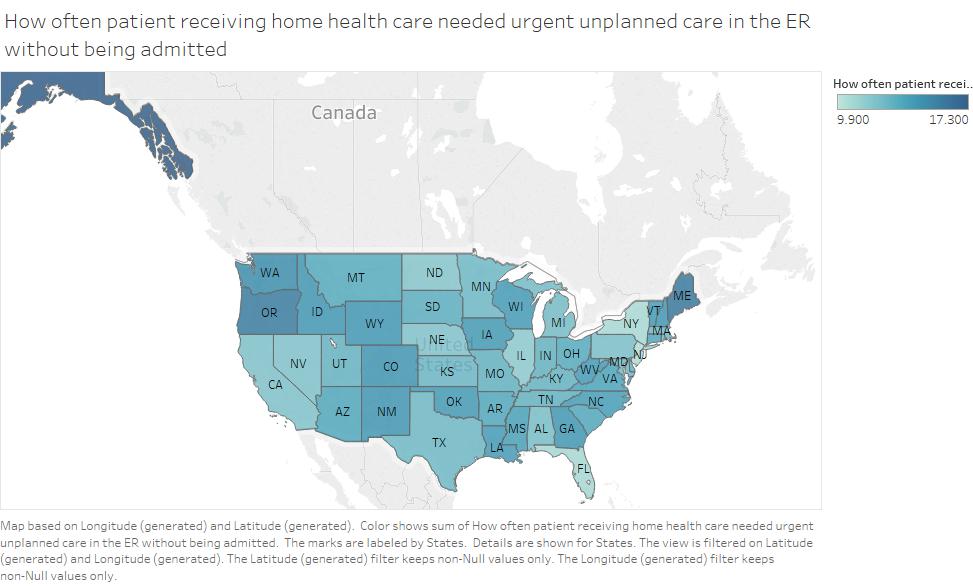 How often patient receiving home health care needed urgent unplanned care in the ER
without being admitted
How often patient recei..
9.900 17.300
Canada
United
States
WA
MT
ND
MN
OR
ID
WY
SD
WI
MI
NY
VT
ME
MA
NV
UT
CO
NE
IA
IL
IN
OH
MD
NJ
CA
KS
MO
KY
WV
VA
AZ
NM
OK
AR
TN
NC
TX
LA
MS
AL
GA
FL
Map based on Longitude (generated) and Latitude (generated). Color shows sum of How often patient receiving home health care needed urgent
unplanned care in the ER without being admitted. The marks are labeled by States. Details are shown for States. The view is filtered on Latitude
(generated) and Longitude (generated). The Latitude (generated) filter keeps non-Null values only. The Longitude (generated) filter keeps
non-Null values only.